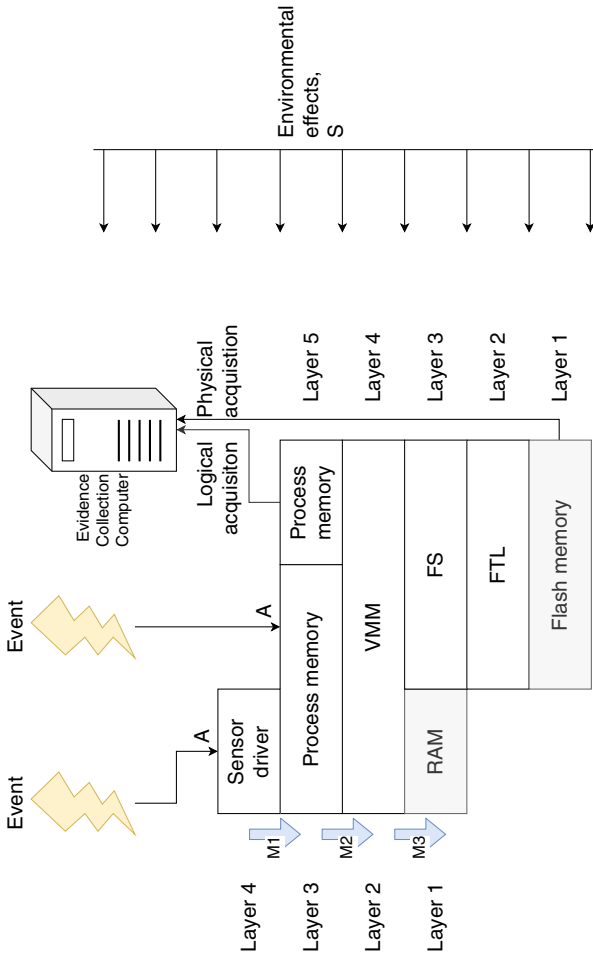 Event
Event
Evidence
Collection
Computer
A
A
Logical
acquisiton
Physical
acquistion
Layer 4
Sensor
driver
M1
Layer 3
Process memory
Process
memory
Layer 5
M2
Layer 2
VMM
Layer 4
M3
Layer 1
RAM
FS
Layer 3
FTL
Layer 2
Flash memory
Layer 1
Environmental
effects,
S